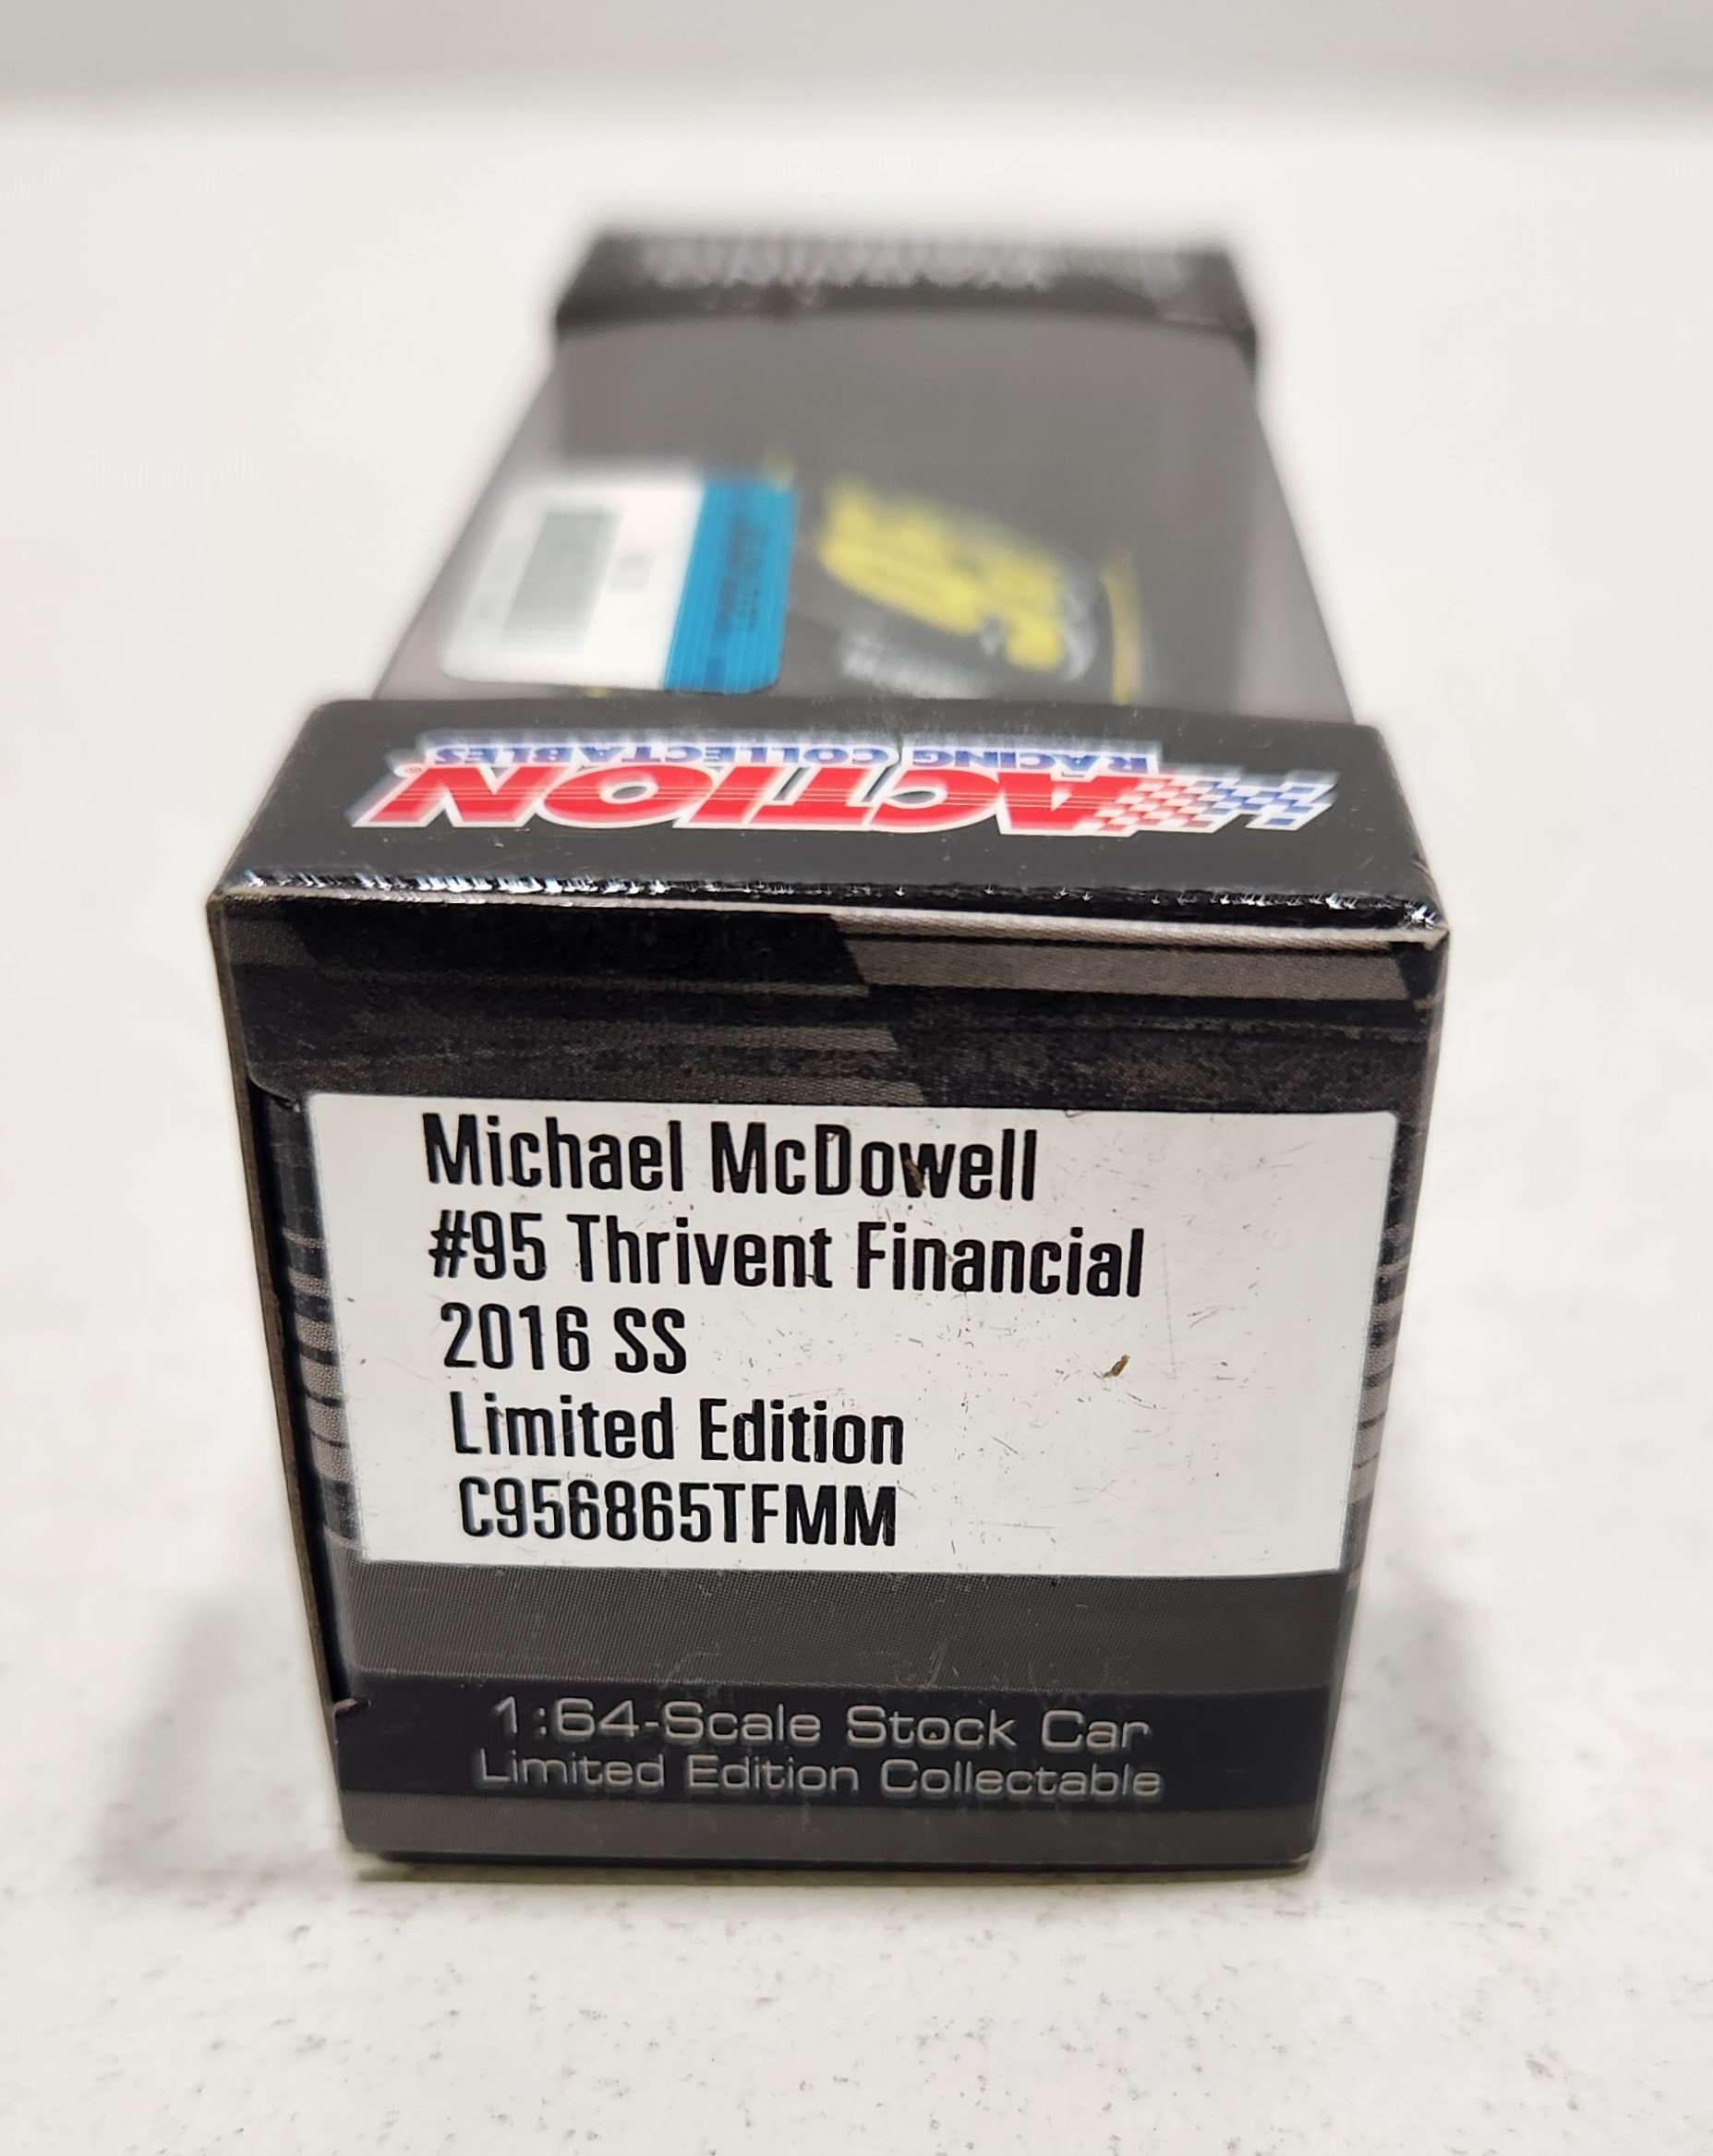 ACTION®
RACING COLLECTABLES
Michael McDowell
#95 Thrivent Financial
2016 SS
Limited Edition
C956865TFMM
1:64-Scale Stock Car
Limited Edition Collectable